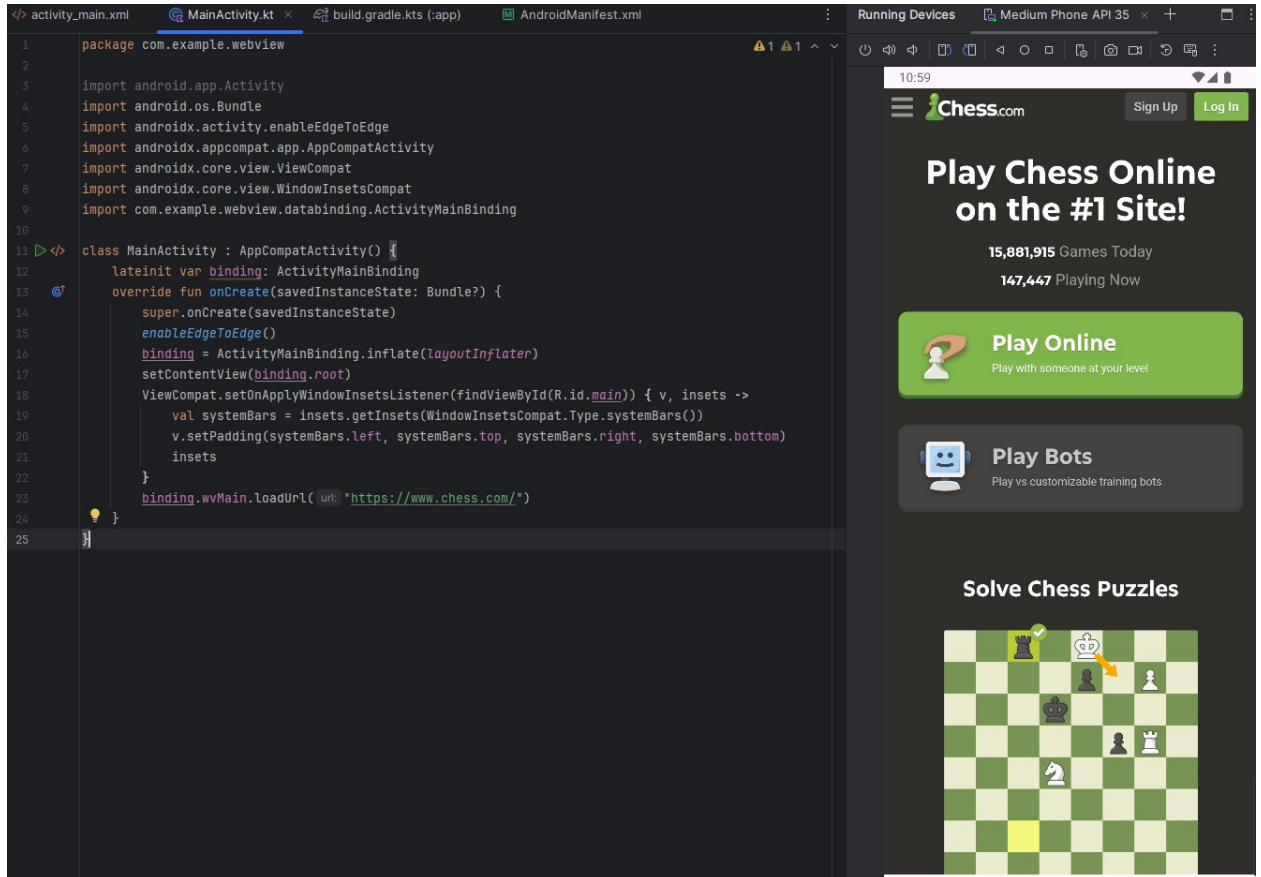 activity_main.xml MainActivity.kt × build.gradle.kts (:app) AndroidManifest.xml
Running Devices Medium Phone API 35 × +
1 package com.example.webview 1 1
2
3 import android.app.Activity
4 import android.os.Bundle
5 import androidx.activity.enableEdgeToEdge
6 import androidx.appcompat.app.AppCompatActivity
7 import androidx.core.view.ViewCompat
8 import androidx.core.view.WindowInsetsCompat
9 import com.example.webview.databinding.ActivityMainBinding
10
11 class MainActivity : AppCompatActivity() {
12 lateinit var binding: ActivityMainBinding
13 override fun onCreate(savedInstanceState: Bundle?) {
14 super.onCreate(savedInstanceState)
15 enableEdgeToEdge()
16 binding = ActivityMainBinding.inflate(layoutInflater)
17 setContentView(binding.root)
18 ViewCompat.setOnApplyWindowInsetsListener(findViewById(R.id.main)) { v, insets ->
19 val systemBars = insets.getInsets(WindowInsetsCompat.Type.systemBars())
20 v.setPadding(systemBars.left, systemBars.top, systemBars.right, systemBars.bottom)
21 insets
22 }
23 binding.wvMain.loadUrl( url: "https://www.chess.com/")
24 }
25 }
10:59
Chess.com Sign Up Log In
Play Chess Online
on the #1 Site!
15,881,915 Games Today
147,447 Playing Now
Play Online
Play with someone at your level
Play Bots
Play vs customizable training bots
Solve Chess Puzzles